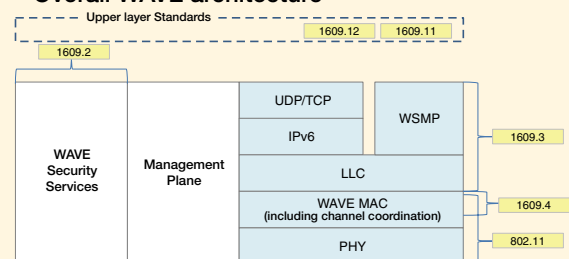 Overall WAVE architecture
Upper layer Standards
1609.12
1609.11
1609.2
UDP/TCP
WSMP
IPv6
1609.3
WAVE
Security
Services
Management
Plane
LLC
WAVE MAC
(including channel coordination)
1609.4
PHY
802.11